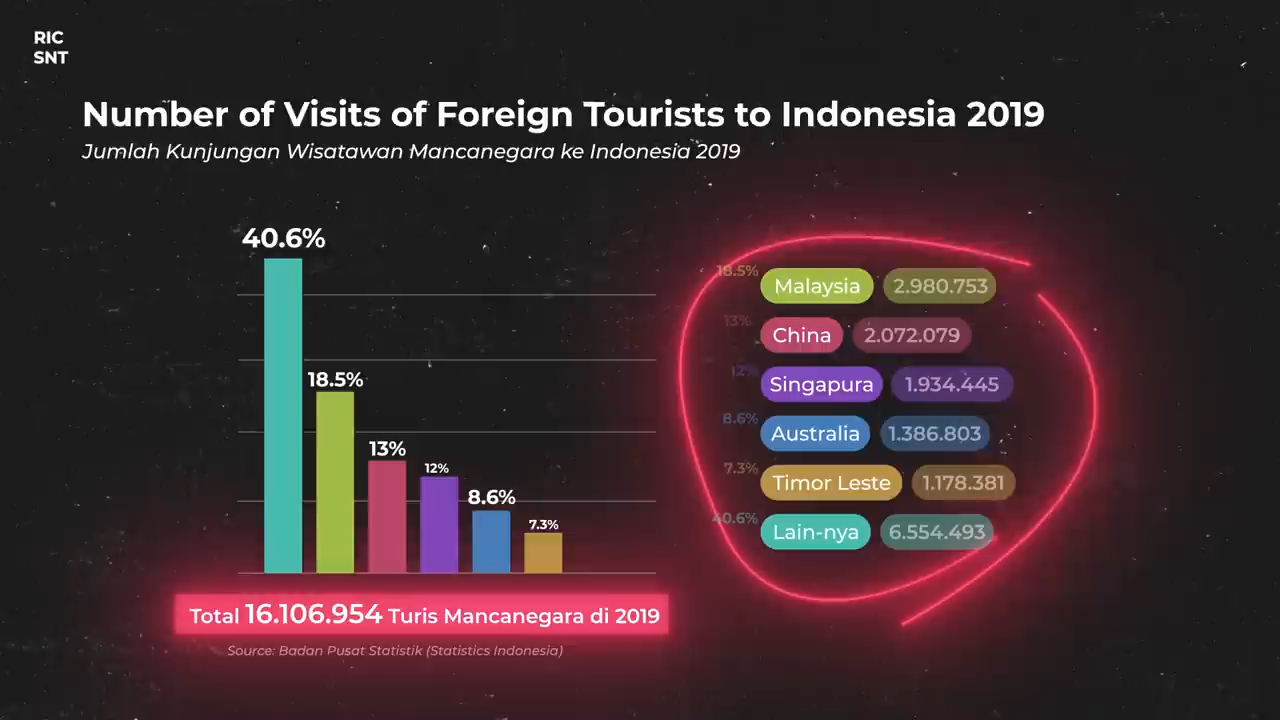 RIC
SNT
Number of Visits of Foreign Tourists to Indonesia 2019
Jumlah Kunjungan Wisatawan Mancanegara ke Indonesia 2019
40.6%
18.5%
13%
12%
8.6%
7.3%
18.5% Malaysia 2.980.753
13% China 2.072.079
12% Singapura 1.934.445
8.6% Australia 1.386.803
7.3% Timor Leste 1.178.381
40.6% Lain-nya 6.554.493
Total 16.106.954 Turis Mancanegara di 2019
Source: Badan Pusat Statistik (Statistics Indonesia)